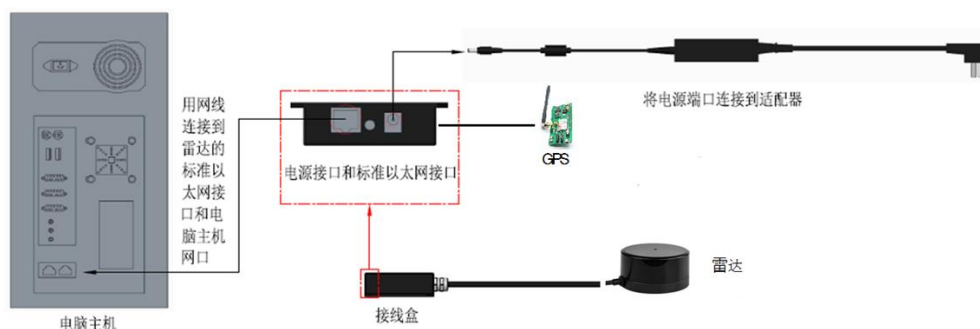 将电源端口连接到适配器
用网线
连接到
雷达的
标准以
太网接
口和电
脑主机
网口
GPS
电源接口和标准以太网接口
雷达
接线盒
电脑主机